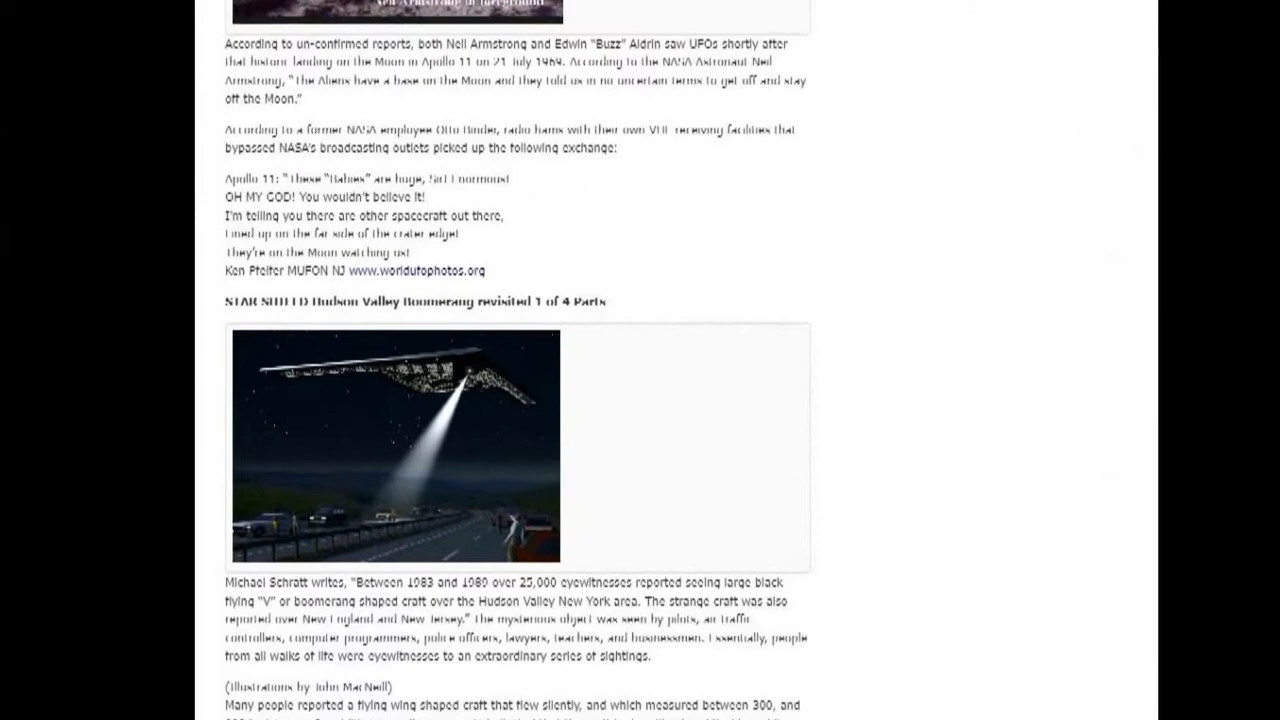 Neil Armstrong in foreground
According to un-confirmed reports, both Neil Armstrong and Edwin “Buzz” Aldrin saw UFOs shortly after
that historic landing on the Moon in Apollo 11 on 21 July 1969. According to the NASA Astronaut Neil
Armstrong, “The Aliens have a base on the Moon and they told us in no uncertain terms to get off and stay
off the Moon.”
According to a former NASA employee Otto Binder, radio hams with their own VHF receiving facilities that
bypassed NASA’s broadcasting outlets picked up the following exchange:
Apollo 11: “These “Babies” are huge, Sir! Enormous!
OH MY GOD! You wouldn’t believe it!
I’m telling you there are other spacecraft out there,
Lined up on the far side of the crater edge!
They’re on the Moon watching us!
Ken Pfeifer MUFON NJ www.worldufophotos.org
STAR SHIELD Hudson Valley Boomerang revisited 1 of 4 Parts
Michael Schratt writes, “Between 1983 and 1989 over 25,000 eyewitnesses reported seeing large black
flying “V” or boomerang shaped craft over the Hudson Valley New York area. The strange craft was also
reported over New England and New Jersey.” The mysterious object was seen by pilots, air traffic
controllers, computer programmers, police officers, lawyers, teachers, and businessmen. Essentially, people
from all walks of life were eyewitnesses to an extraordinary series of sightings.
(Illustrations by John MacNeill)
Many people reported a flying wing shaped craft that flew silently, and which measured between 300, and